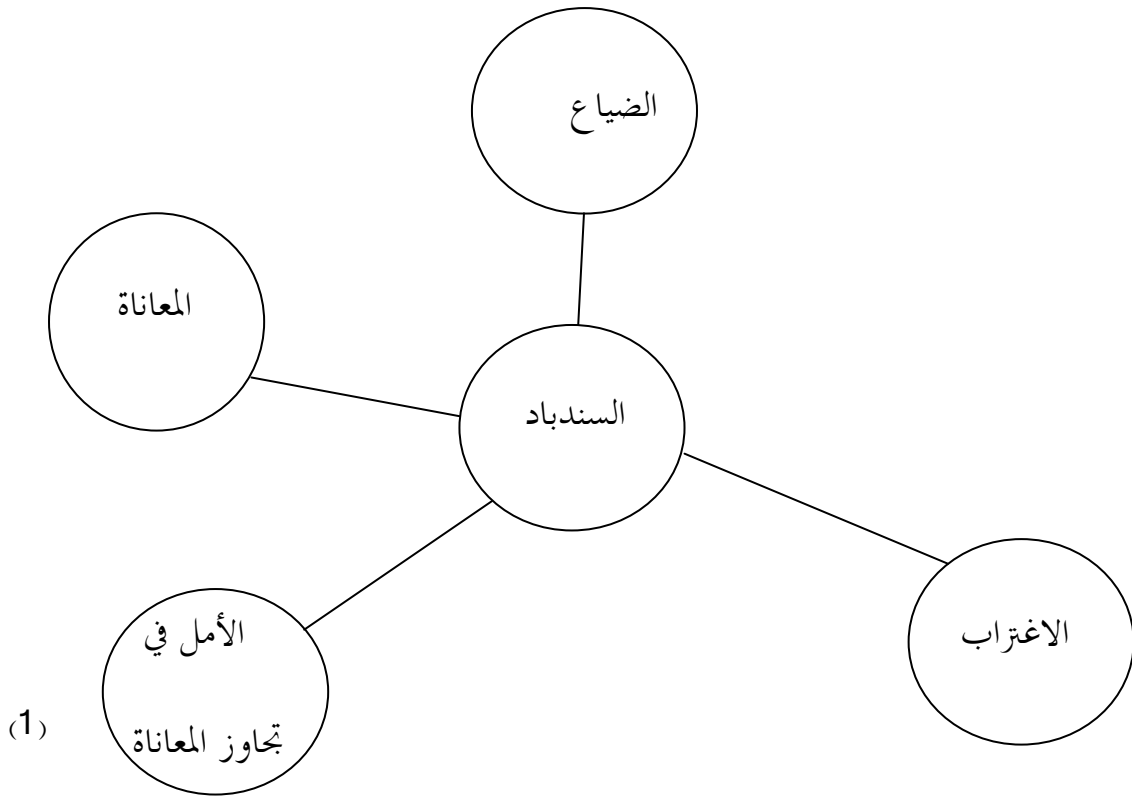 الضياع
المعاناة
السندباد
الاغتراب
الأمل في
تجاوز المعاناة
(1)